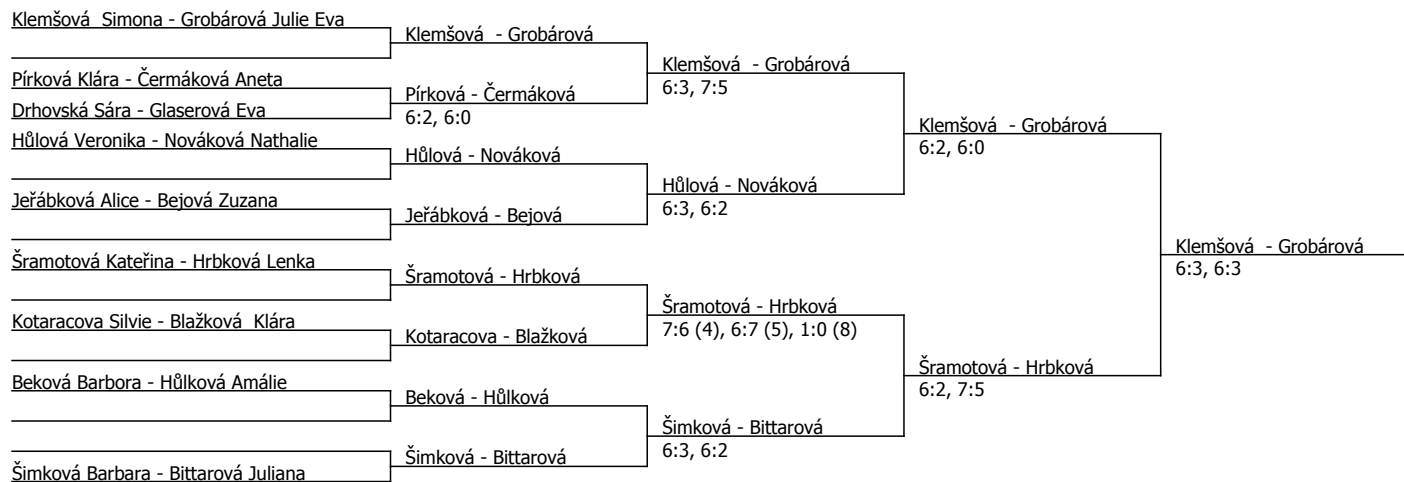 Klemšová  Simona - Grobárová Julie Eva
Pírková Klára - Čermáková Aneta
Drhovská Sára - Glaserová Eva
Hůlová Veronika - Nováková Nathalie
Jeřábková Alice - Bejová Zuzana
Šramotová Kateřina - Hrbková Lenka
Kotaracova Silvie - Blažková  Klára
Beková Barbora - Hůlková Amálie
Šimková Barbara - Bittarová Juliana
Klemšová  - Grobárová
Pírková - Čermáková
6:2, 6:0
Hůlová - Nováková
Jeřábková - Bejová
Šramotová - Hrbková
Kotaracova - Blažková
Beková - Hůlková
Šimková - Bittarová
Klemšová  - Grobárová
6:3, 7:5
Hůlová - Nováková
6:3, 6:2
Šramotová - Hrbková
7:6 (4), 6:7 (5), 1:0 (8)
Šimková - Bittarová
6:3, 6:2
Klemšová  - Grobárová
6:2, 6:0
Šramotová - Hrbková
6:2, 7:5
Klemšová  - Grobárová
6:3, 6:3